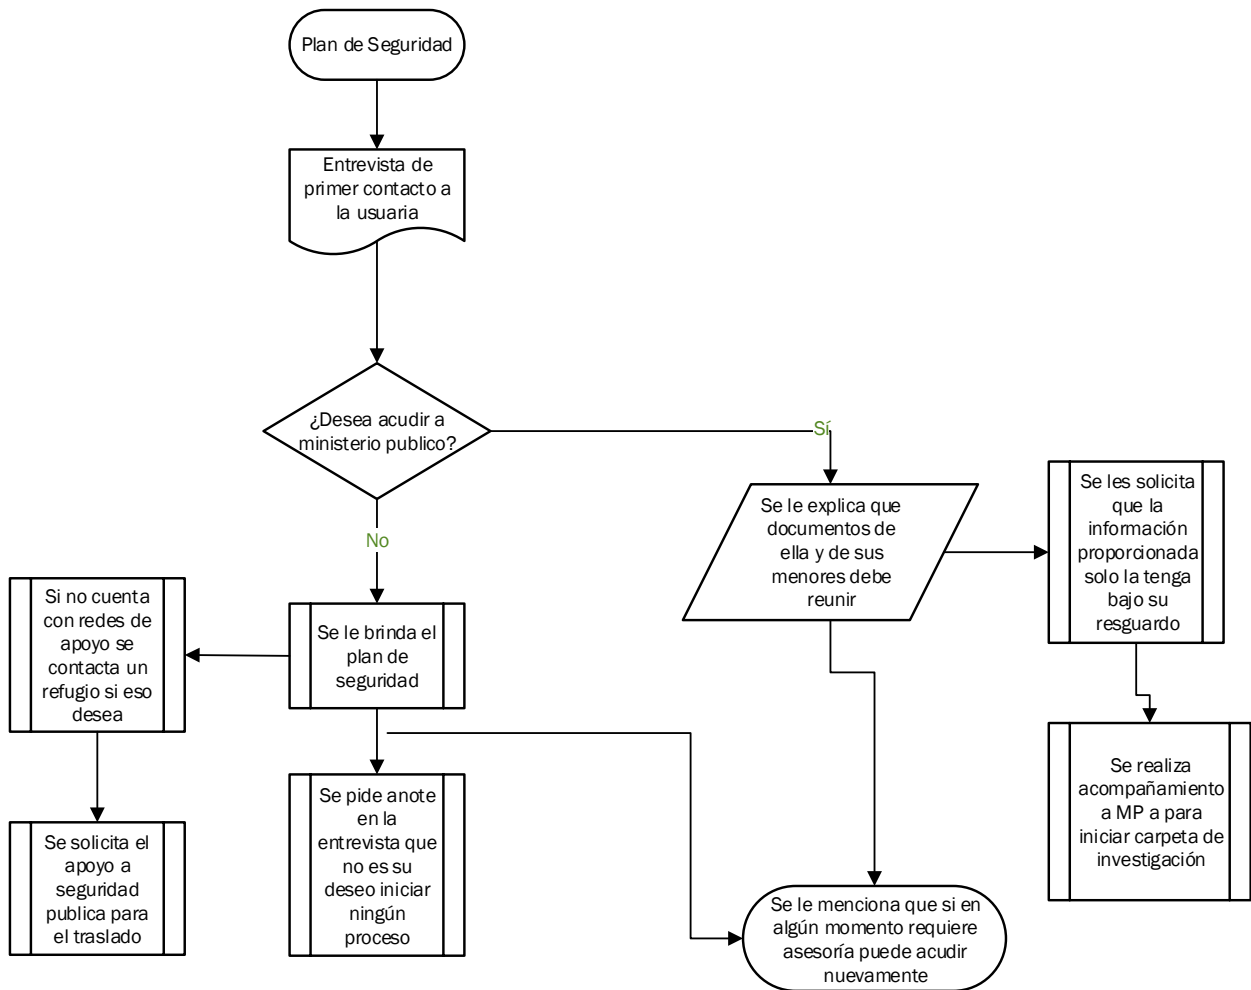 Plan de Seguridad
Entrevista de
primer contacto a
la usuaria
¿Desea acudir a
ministerio publico?
Sí
No
Se le explica que
documentos de
ella y de sus
menores debe
reunir
Se les solicita
que la
información
proporcionada
solo la tenga
bajo su
resguardo
Si no cuenta
con redes de
apoyo se
contacta un
refugio si eso
desea
Se le brinda el
plan de
seguridad
Se realiza
acompañamiento
a MP a para
iniciar carpeta de
investigación
Se solicita el
apoyo a
seguridad
publica para
el traslado
Se pide anote
en la
entrevista que
no es su
deseo iniciar
ningún
proceso
Se le menciona que si en
algún momento requiere
asesoría puede acudir
nuevamente